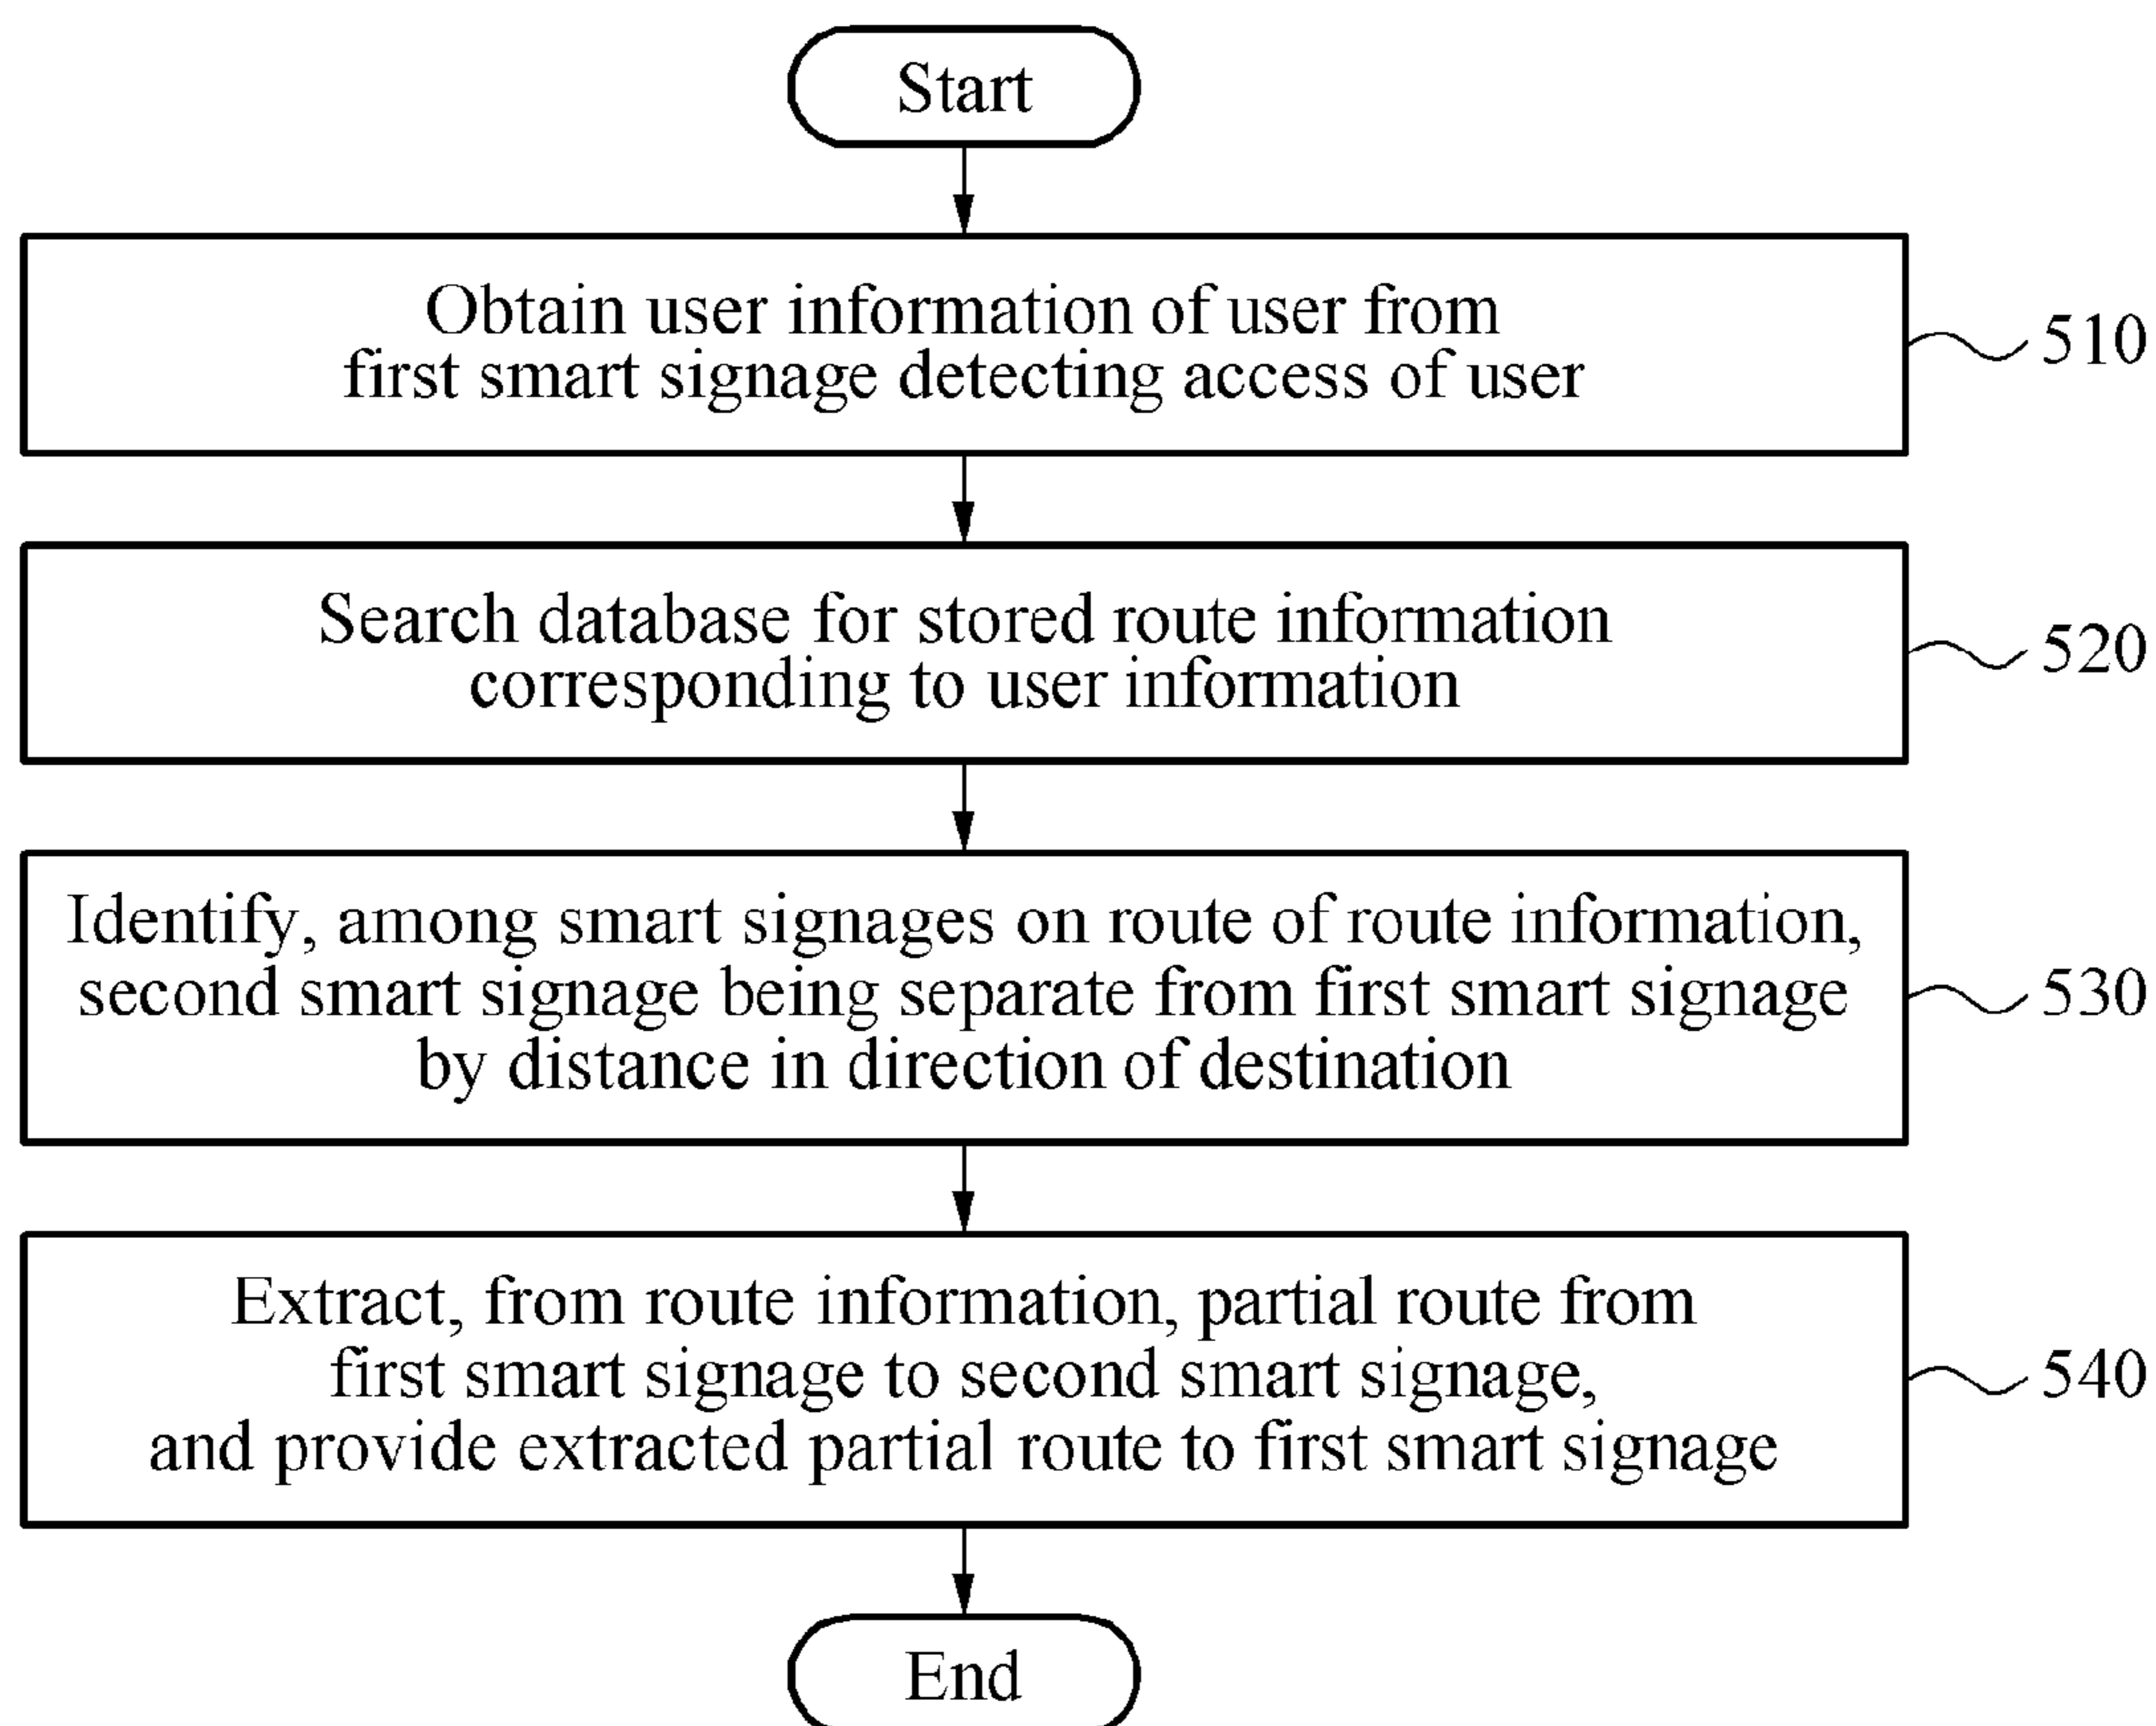 Start
Obtain user information of user from
first smart signage detecting access of user
510
Search database for stored route information
corresponding to user information
520
Identify, among smart signages on route of route information,
second smart signage being separate from first smart signage
by distance in direction of destination
530
Extract, from route information, partial route from
first smart signage to second smart signage,
and provide extracted partial route to first smart signage
540
End